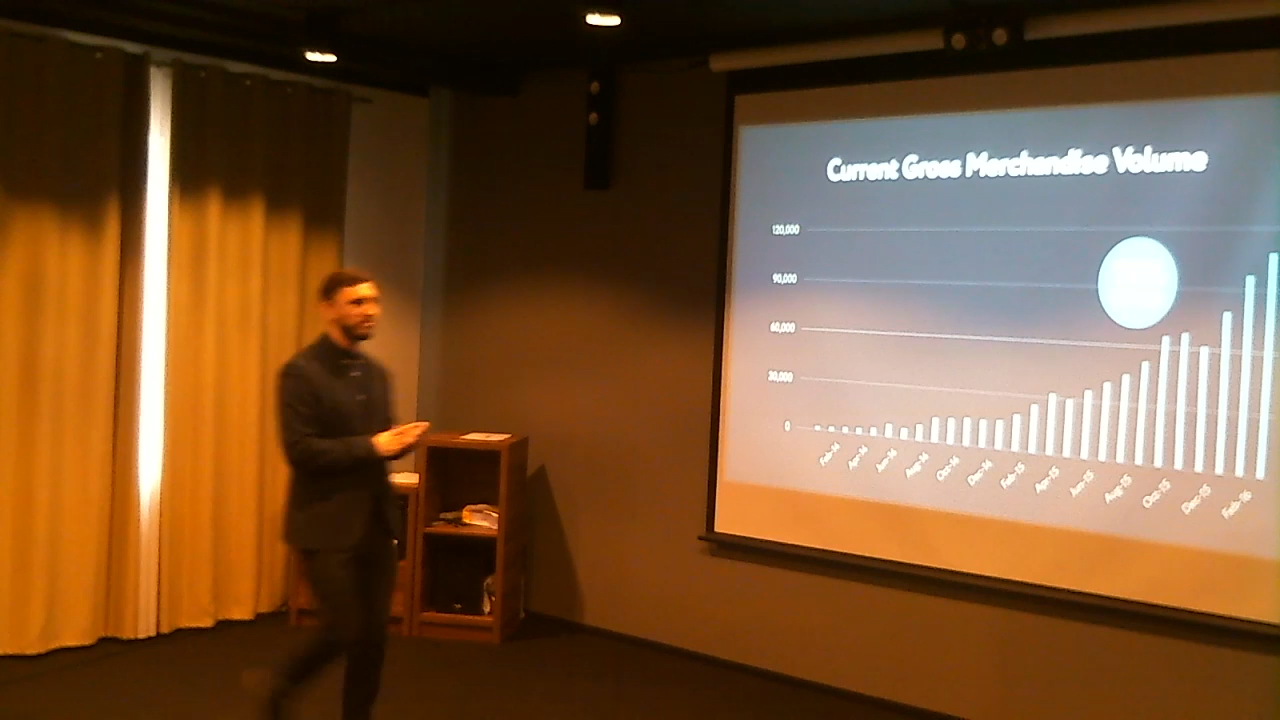 Current Gross Merchandise Volume
120,000
90,000
60,000
30,000
0
Feb-14
Apr-14
Jun-14
Aug-14
Oct-14
Dec-14
Feb-15
Apr-15
Jun-15
Aug-15
Oct-15
Dec-15
Feb-16